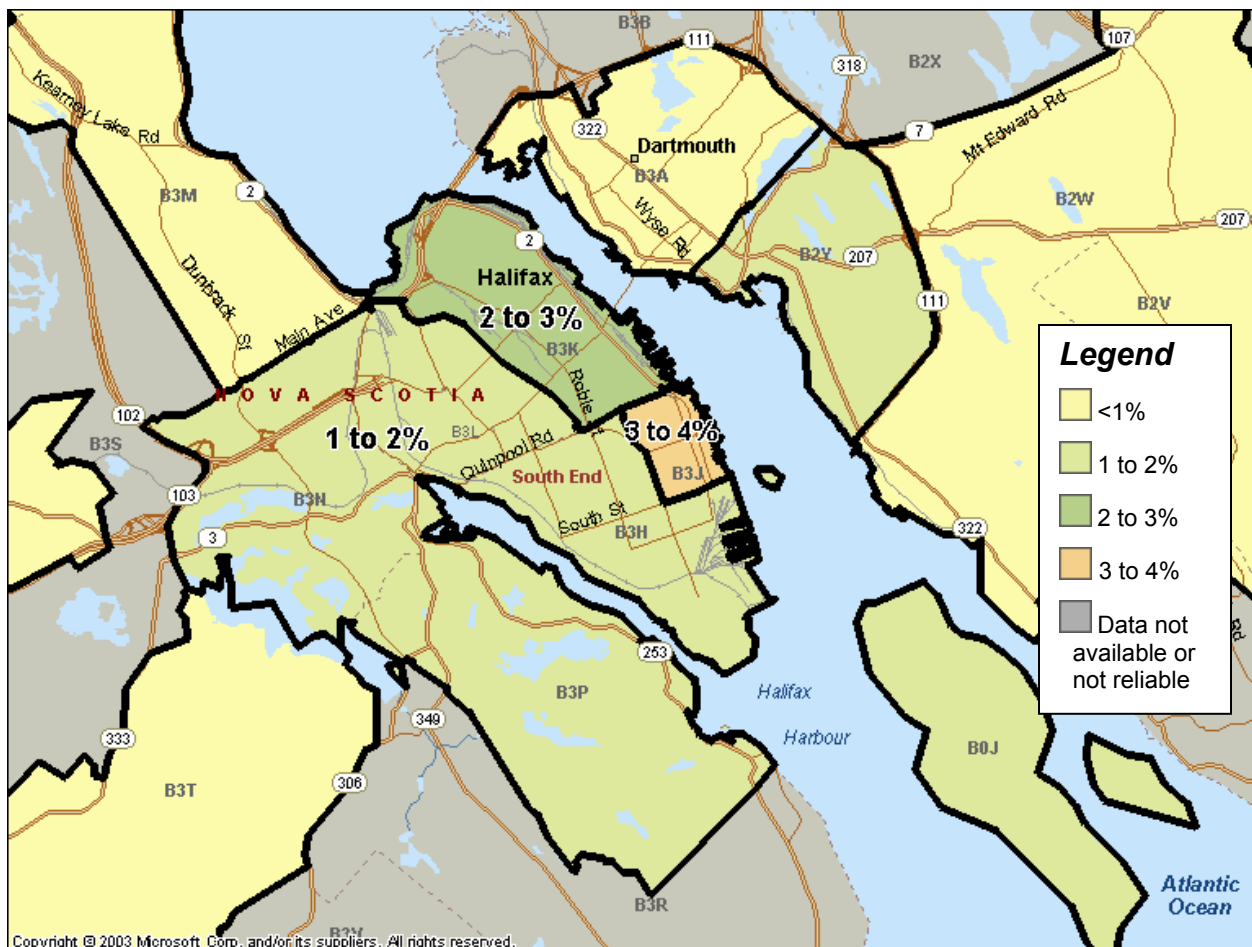 B3B
111
107
318
B2X
Kearney Lake Rd
322
7
Mt Edward Rd
Dartmouth
B3A
B3M
2
B2W
Wyse Rd
207
2
B2Y
207
Dunbrack St
Halifax
B2V
111
Main Ave
2 to 3%
B3K
Robie
NOVA SCOTIA
102
B3S
1 to 2%
B3L
Quinpool Rd
3 to 4%
B3J
South End
103
B3N
South St
B3H
322
3
Legend
<1%
1 to 2%
2 to 3%
3 to 4%
Data not
available or
not reliable
Rd
253
B3P
Halifax
Harbour
349
333
306
B3T
B0J
B3R
B3V
Atlantic
Ocean
Copyright © 2003 Microsoft Corp. and/or its suppliers. All rights reserved.